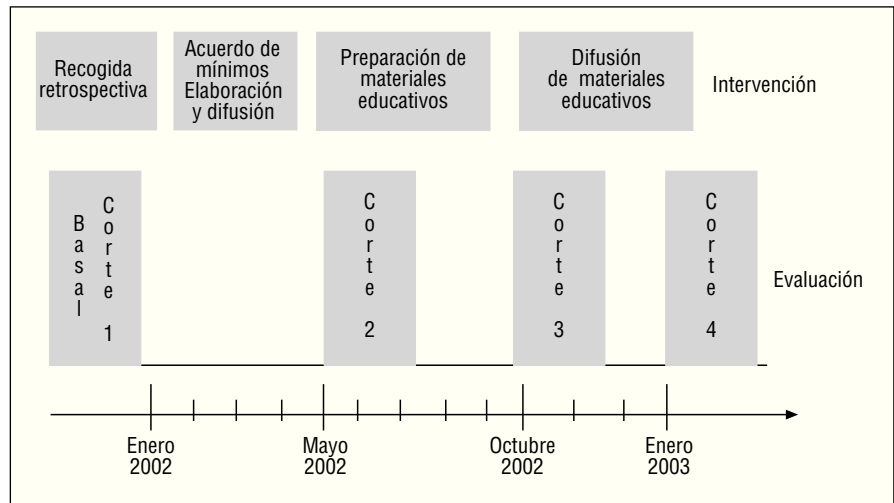 Recogida
retrospectiva
Acuerdo de
mínimos
Elaboración
y difusión
Preparación de
materiales
educativos
Difusión
de materiales
educativos
Intervención
Basal
Corte 1
Corte 2
Corte 3
Corte 4
Evaluación
Enero
2002
Mayo
2002
Octubre
2002
Enero
2003